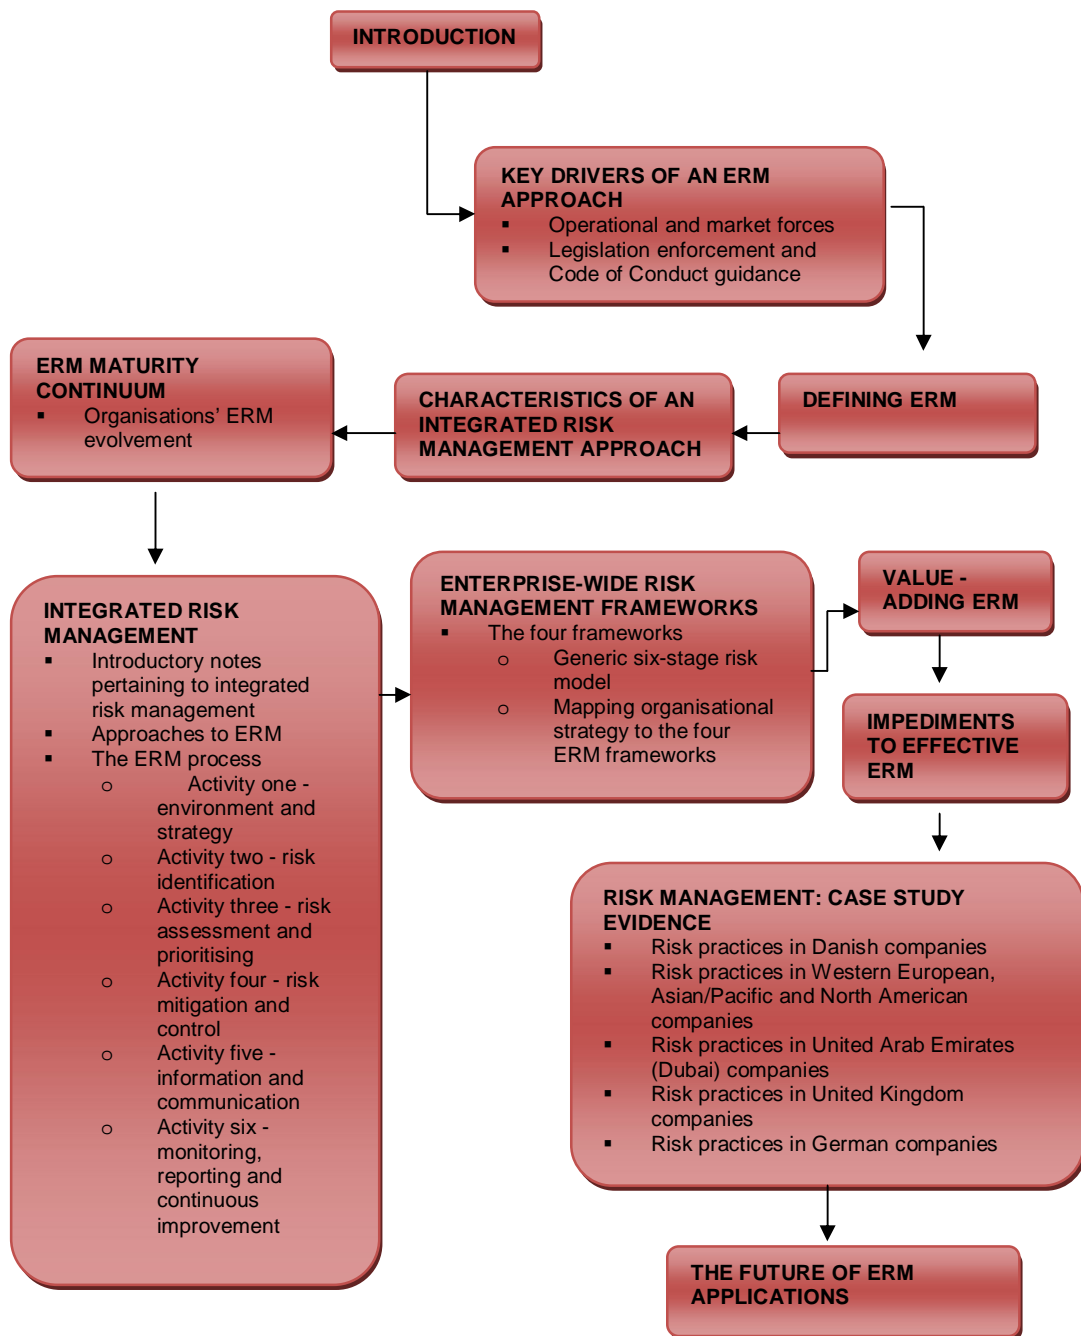 INTRODUCTION
KEY DRIVERS OF AN ERM
APPROACH
▪ Operational and market forces
▪ Legislation enforcement and
Code of Conduct guidance
DEFINING ERM
CHARACTERISTICS OF AN
INTEGRATED RISK
MANAGEMENT APPROACH
ERM MATURITY
CONTINUUM
▪ Organisations’ ERM
evolvement
INTEGRATED RISK
MANAGEMENT
▪ Introductory notes
pertaining to integrated
risk management
▪ Approaches to ERM
▪ The ERM process
o Activity one -
environment and
strategy
o Activity two - risk
identification
o Activity three - risk
assessment and
prioritising
o Activity four - risk
mitigation and
control
o Activity five -
information and
communication
o Activity six -
monitoring,
reporting and
continuous
improvement
ENTERPRISE-WIDE RISK
MANAGEMENT FRAMEWORKS
▪ The four frameworks
o Generic six-stage risk
model
o Mapping organisational
strategy to the four
ERM frameworks
VALUE -
ADDING ERM
IMPEDIMENTS
TO EFFECTIVE
ERM
RISK MANAGEMENT: CASE STUDY
EVIDENCE
▪ Risk practices in Danish companies
▪ Risk practices in Western European,
Asian/Pacific and North American
companies
▪ Risk practices in United Arab Emirates
(Dubai) companies
▪ Risk practices in United Kingdom
companies
▪ Risk practices in German companies
THE FUTURE OF ERM
APPLICATIONS